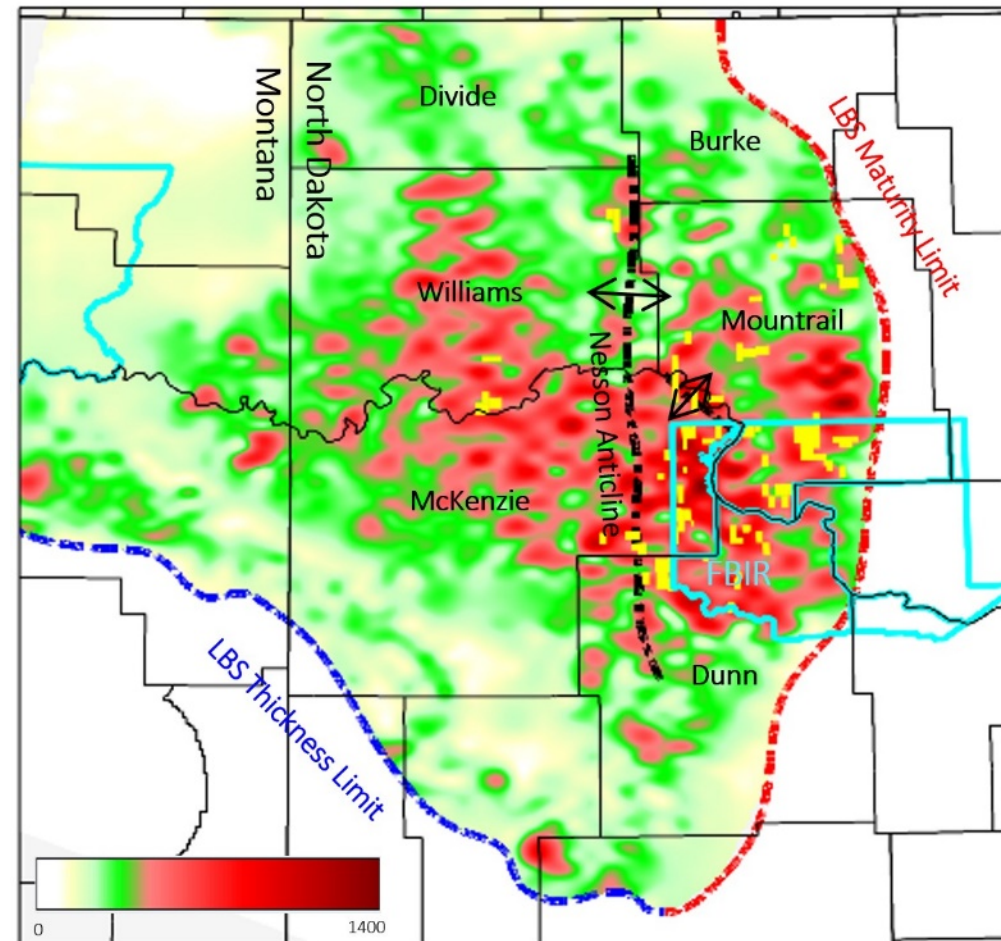 Montana
North Dakota
Divide
Burke
LBS Maturity Limit
Williams
Mountrail
Nesson Anticline
McKenzie
FBIR
Dunn
LBS Thickness Limit
0
1400